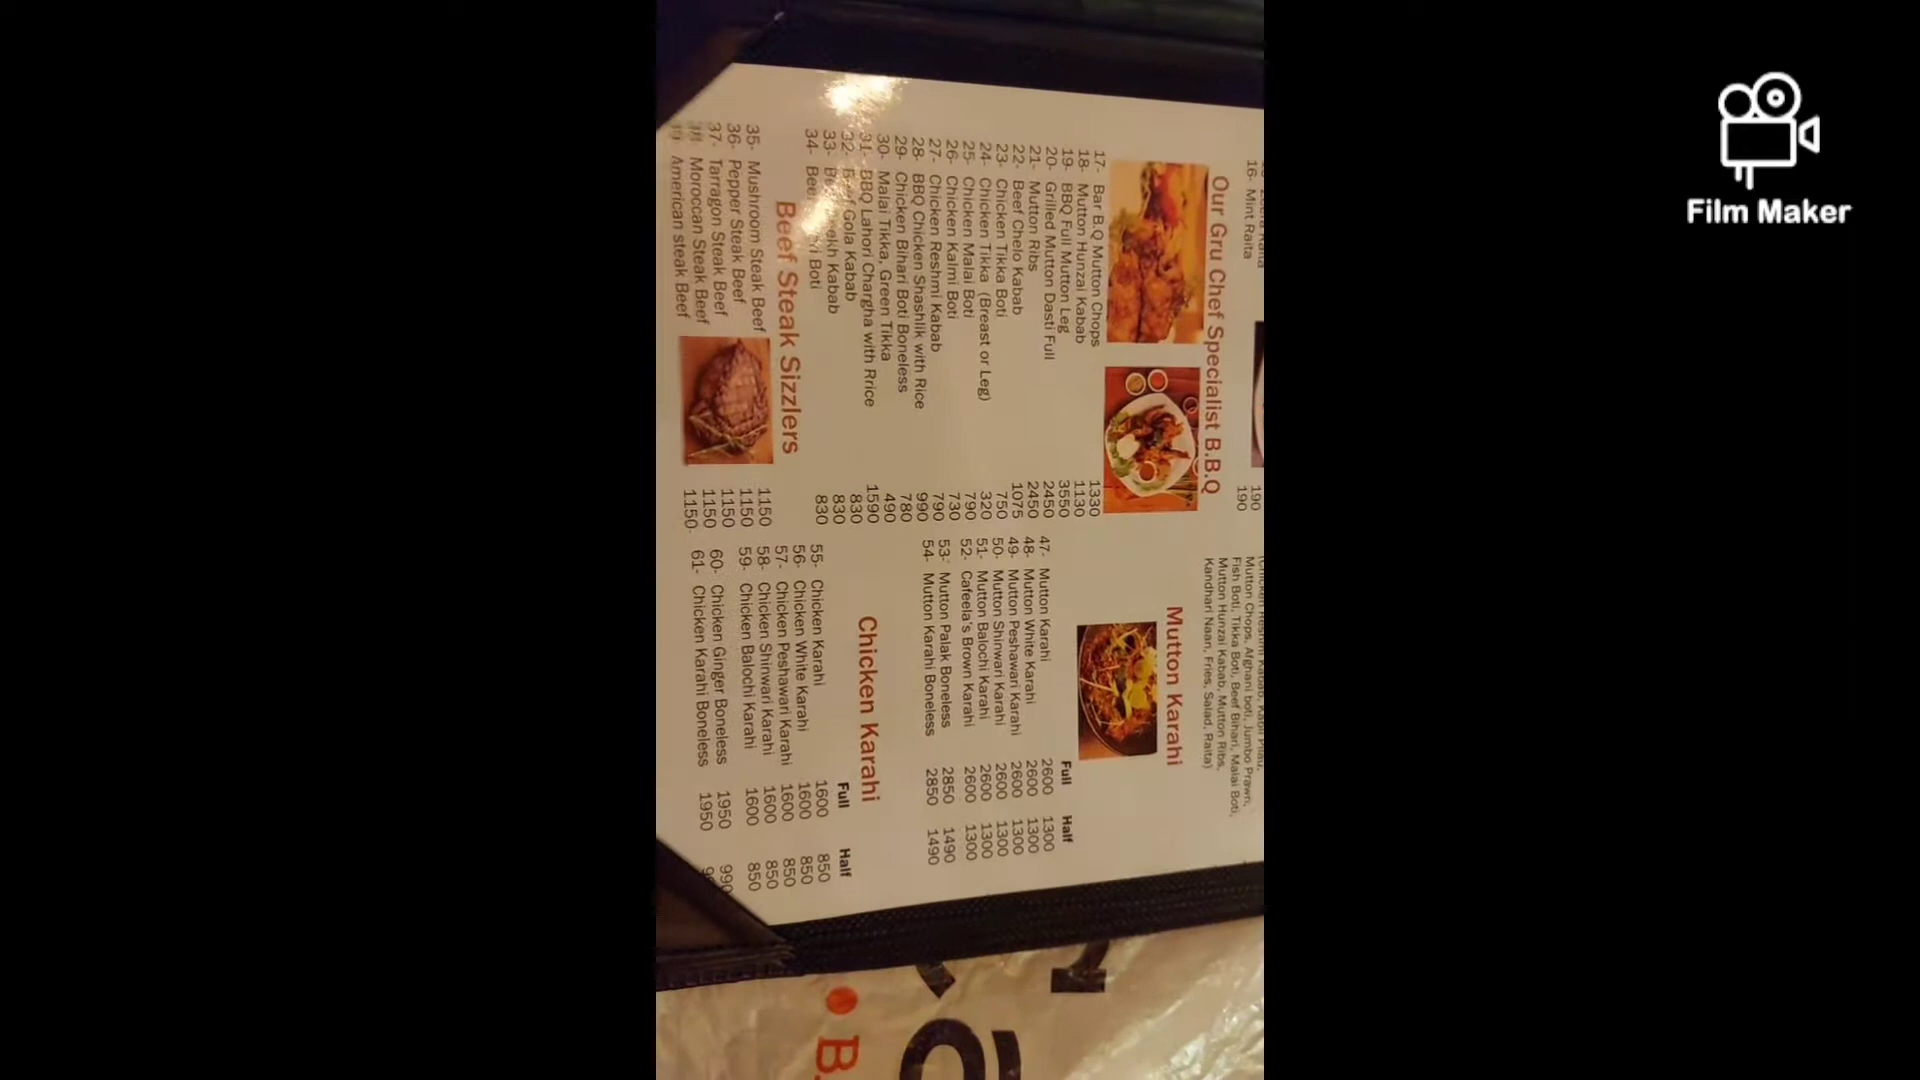 190
16- Mint Raita 190
Our Gru Chef Specialist B.B.Q
17- Bar B.Q Mutton Chops 1330
18- Mutton Hunzai Kabab 1130
19- BBQ Full Mutton Leg 3550
20- Grilled Mutton Dasti Full 2450
21- Mutton Ribs 2450
22- Beef Chelo Kabab 1075
23- Chicken Tikka Boti 750
24- Chicken Tikka (Breast or Leg) 320
25- Chicken Malai Boti 790
26- Chicken Kalmi Boti 730
27- Chicken Reshmi Kabab 790
28- BBQ Chicken Shashlik with Rice 990
29- Chicken Bihari Boti Boneless 780
30- Malai Tikka, Green Tikka 490
31- BBQ Lahori Chargha with Rrice 1590
32- Beef Gola Kabab 830
33- Kabab 830
34- Boti 830
Beef Steak Sizzlers
35- Mushroom Steak Beef 1150
36- Pepper Steak Beef 1150
37- Tarragon Steak Beef 1150
38- Moroccan Steak Beef 1150
American steak Beef 1150
Mutton Chops, Afghani boti, Jumbo Prawn,
Fish Boti, Tikka Boti, Beef Bihari, Malai Boti,
Mutton Hunzai Kabab, Mutton Ribs,
Kandhari Naan, Fries, Salad, Raita)
Mutton Karahi
Full Half
47- Mutton Karahi 2600 1300
48- Mutton White Karahi 2600 1300
49- Mutton Peshawari Karahi 2600 1300
50- Mutton Shinwari Karahi 2600 1300
51- Mutton Balochi Karahi 2600 1300
52- Cafeela's Brown Karahi 2600 1300
53- Mutton Palak Boneless 2850 1490
54- Mutton Karahi Boneless 2850 1490
Chicken Karahi
Full Half
55- Chicken Karahi 1600 850
56- Chicken White Karahi 1600 850
57- Chicken Peshawari Karahi 1600 850
58- Chicken Shinwari Karahi 1600 850
59- Chicken Balochi Karahi 1600 850
60- Chicken Ginger Boneless 1950 990
61- Chicken Karahi Boneless 1950
B.
Film Maker